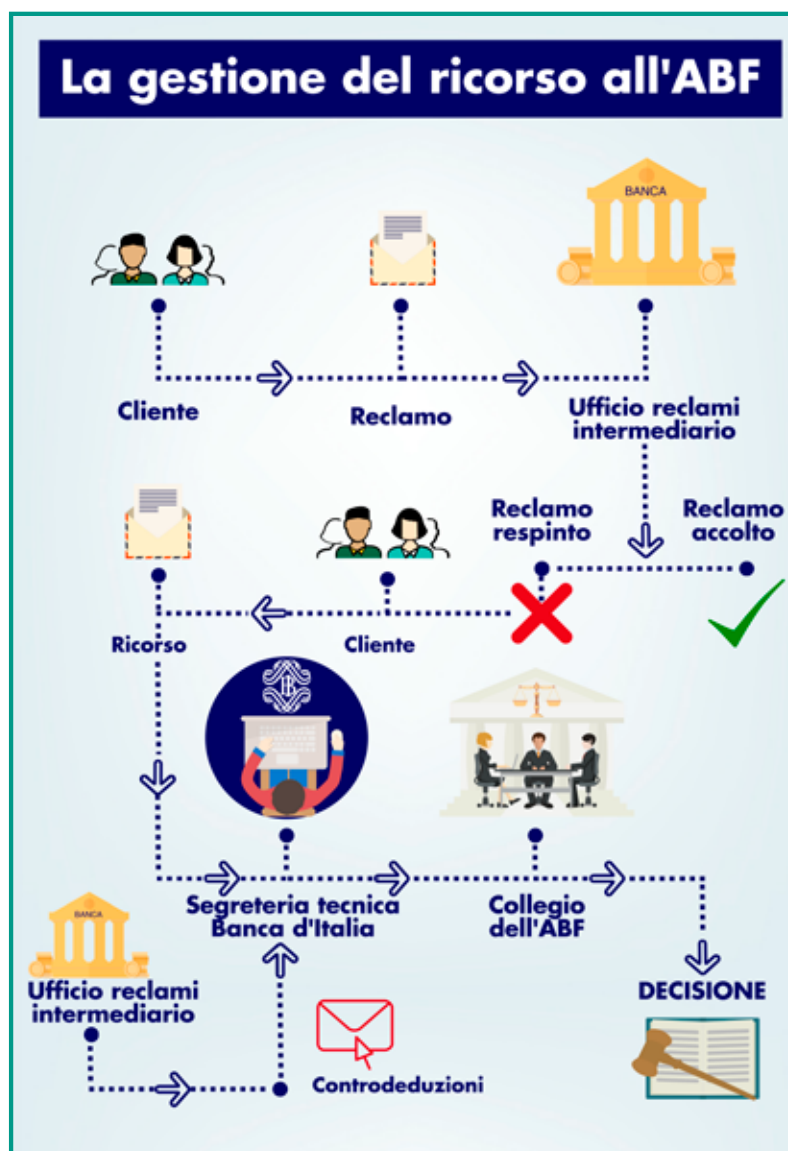 La gestione del ricorso all'ABF
BANCA
Cliente
Reclamo
Ufficio reclami
intermediario
Reclamo
respinto
Reclamo
accolto
Ricorso
Cliente
Segreteria tecnica
Banca d'Italia
Collegio
dell'ABF
BANCA
Ufficio reclami
intermediario
Controdeduzioni
DECISIONE